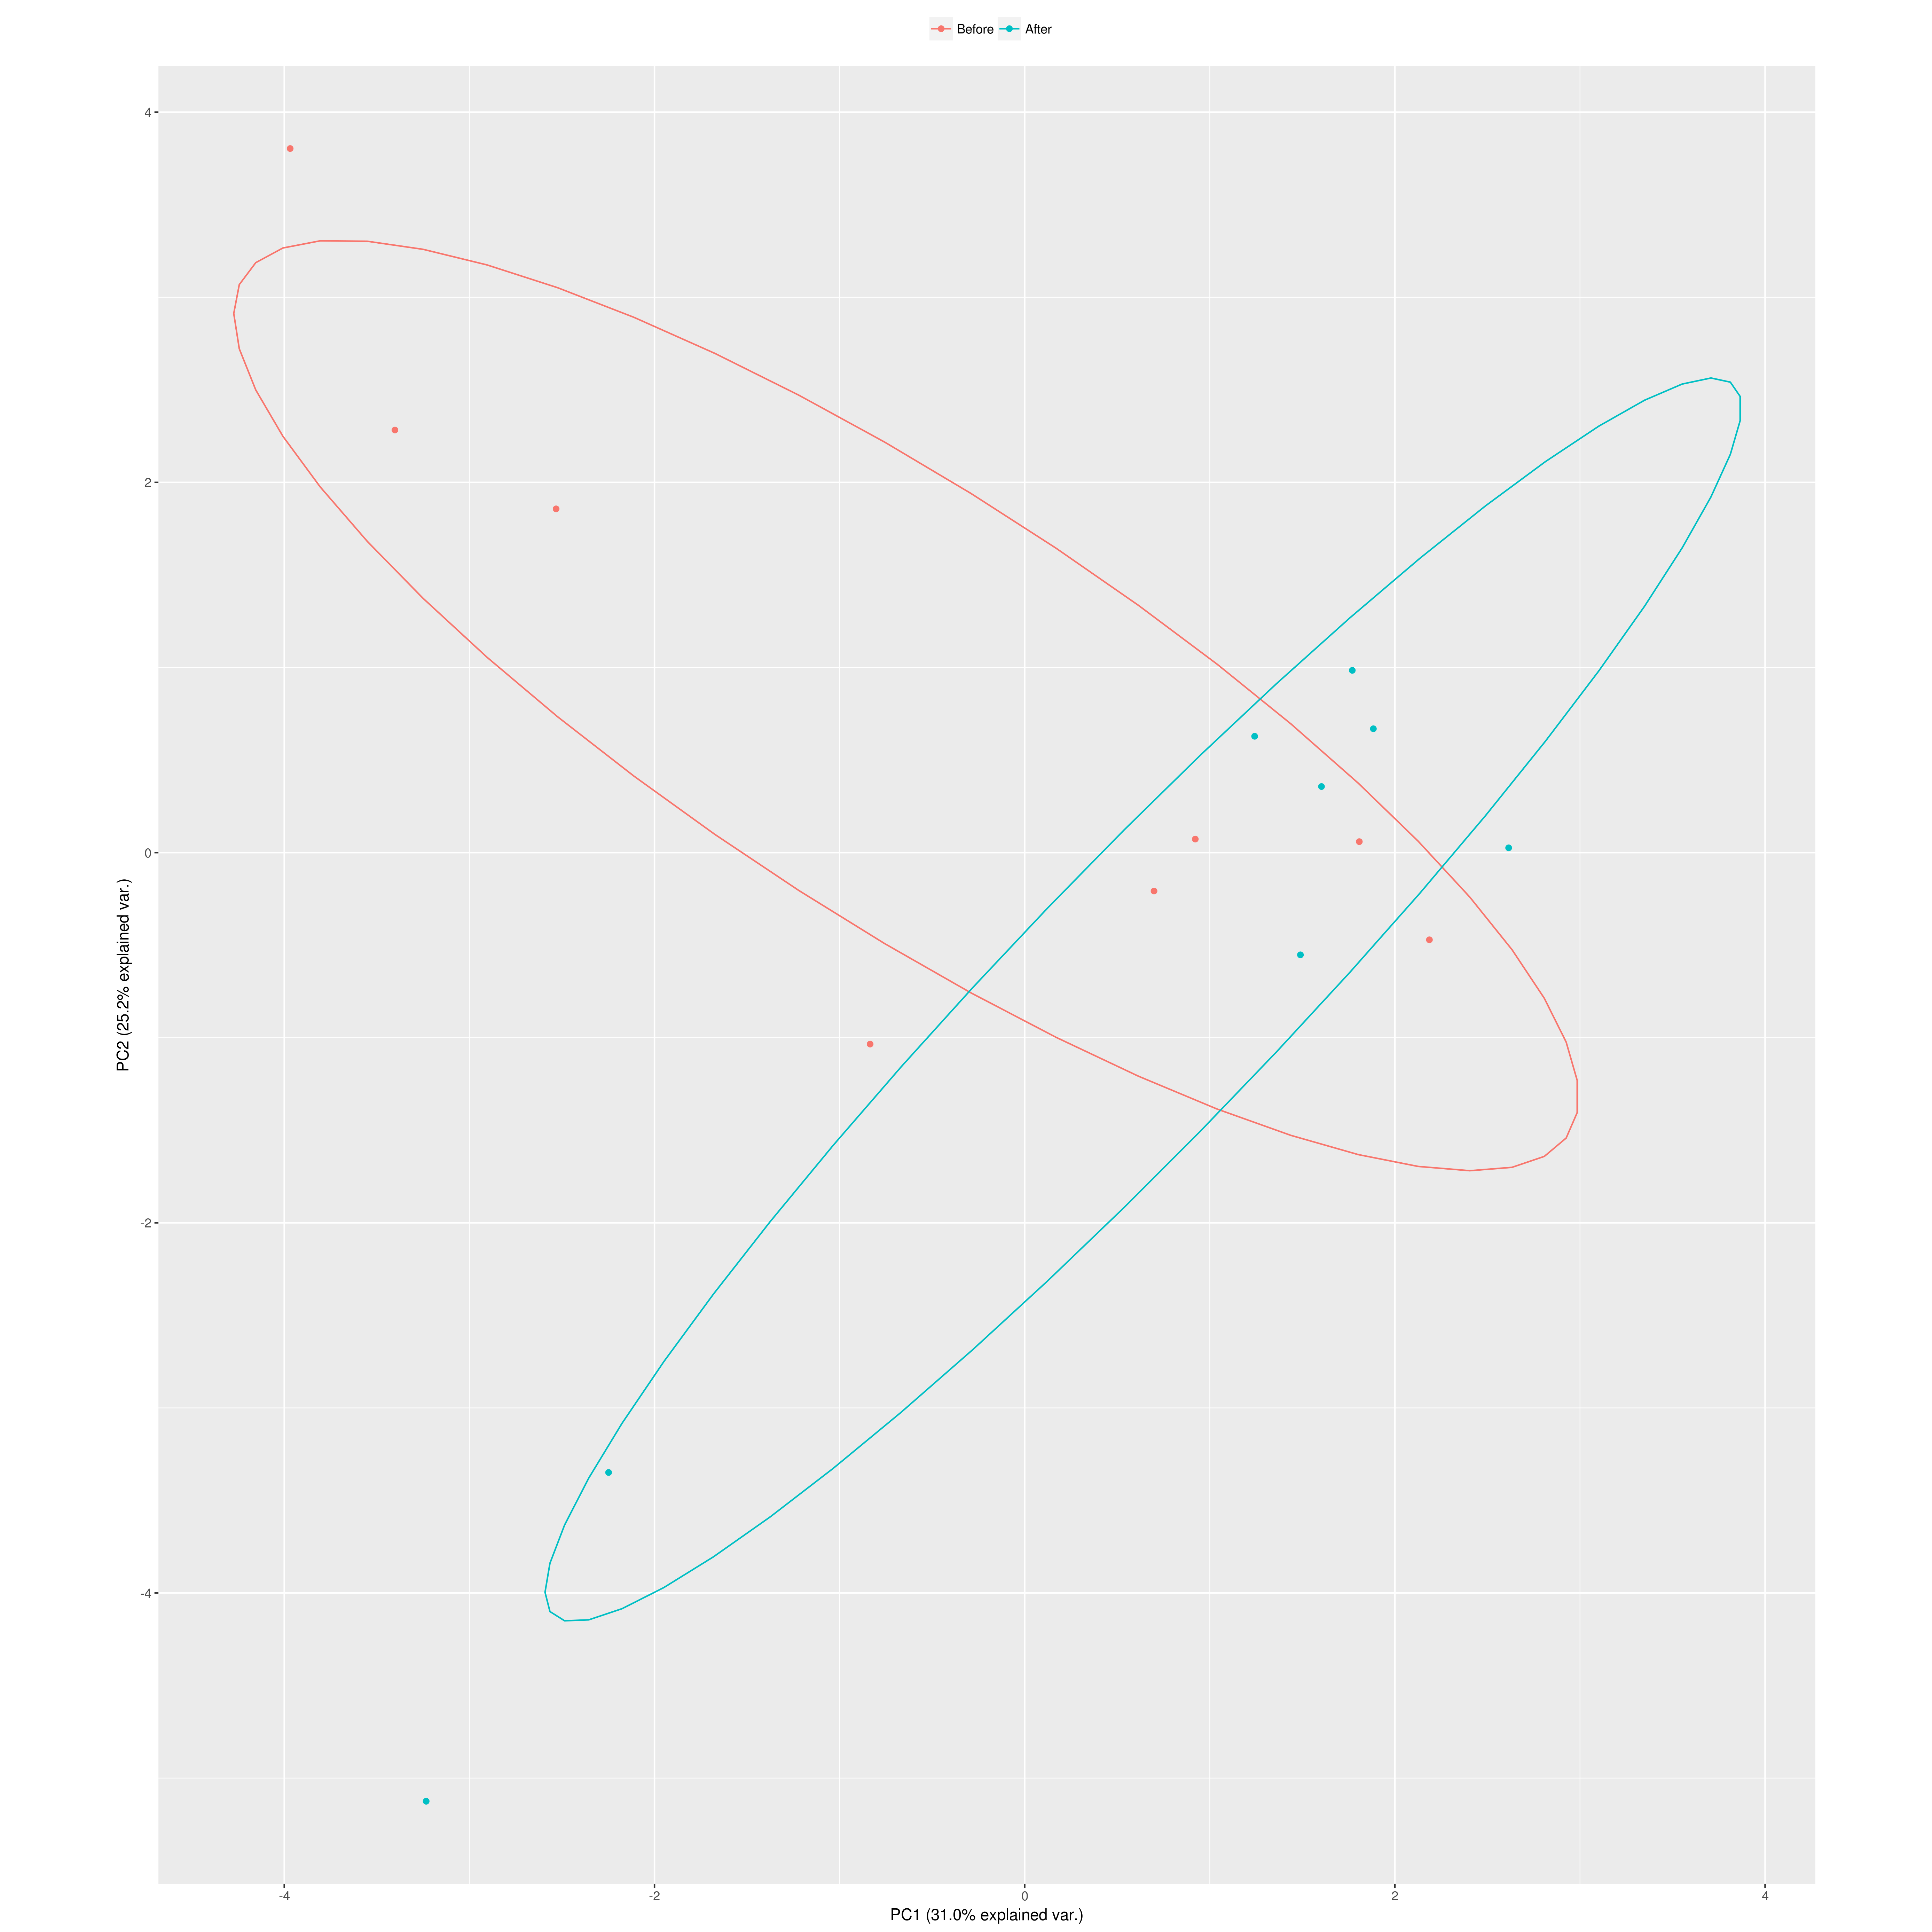 Before After
4
2
0
-2
-4
PC2 (25.2% explained var.)
-4 -2 0 2 4
PC1 (31.0% explained var.)